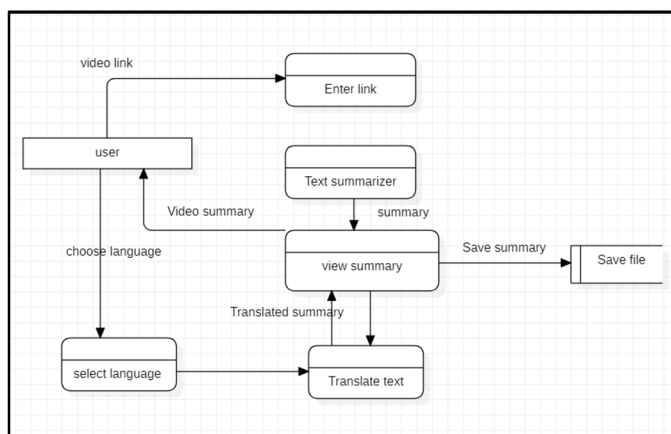 video link
Enter link
user
Text summarizer
Video summary
summary
choose language
view summary
Save summary
Save file
Translated summary
select language
Translate text